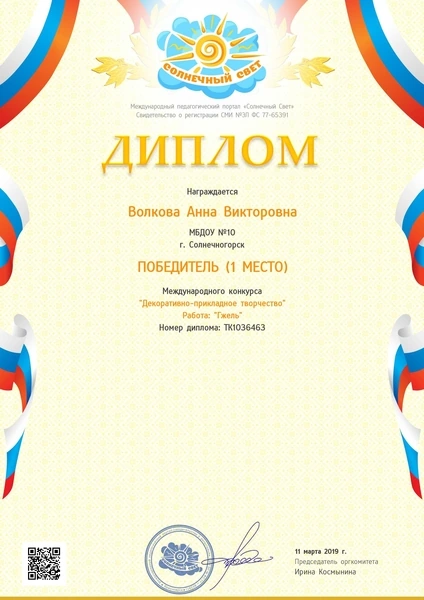 СОЛНЕЧНЫЙ СВЕТ
Международный педагогический портал «Солнечный Свет»
Свидетельство о регистрации СМИ №ЭЛ ФС 77-65391
ДИПЛОМ
Награждается
Волкова Анна Викторовна
МБДОУ №10
г. Солнечногорск
ПОБЕДИТЕЛЬ (1 МЕСТО)
Международного конкурса
"Декоративно-прикладное творчество"
Работа: "Гжель"
Номер диплома: ТК1036463
11 марта 2019 г.
Председатель оргкомитета
Ирина Космынина